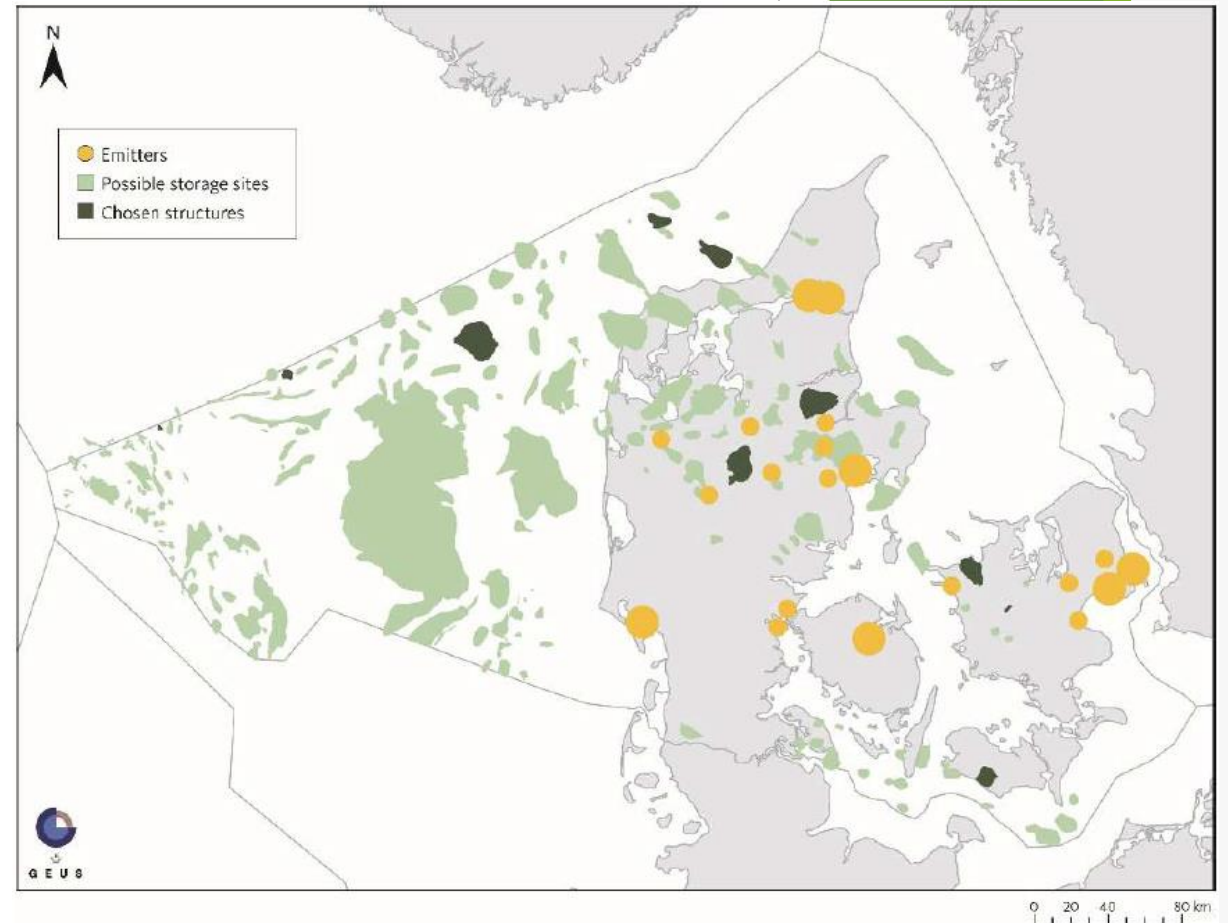 N
Emitters
Possible storage sites
Chosen structures
GEUS
0 20 40 80 km